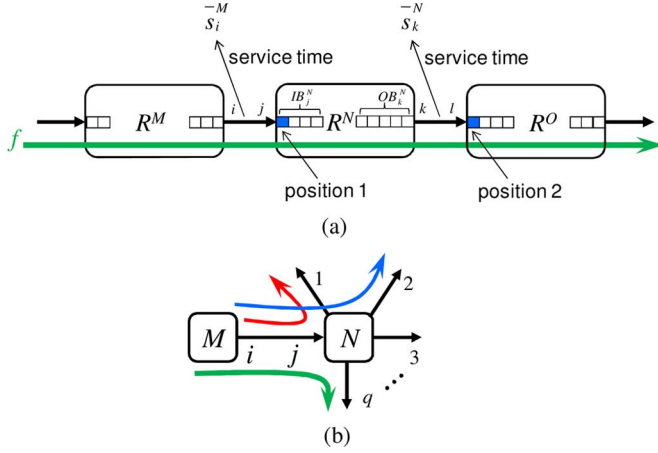 s̄ᵢᴹ s̄ₖᴺ
service time service time
i j IBⱼᴺ OBₖᴺ k l
f Rᴹ Rᴺ Rᴼ
position 1 position 2
(a)
1 2
M N
i j 3
q ...
(b)